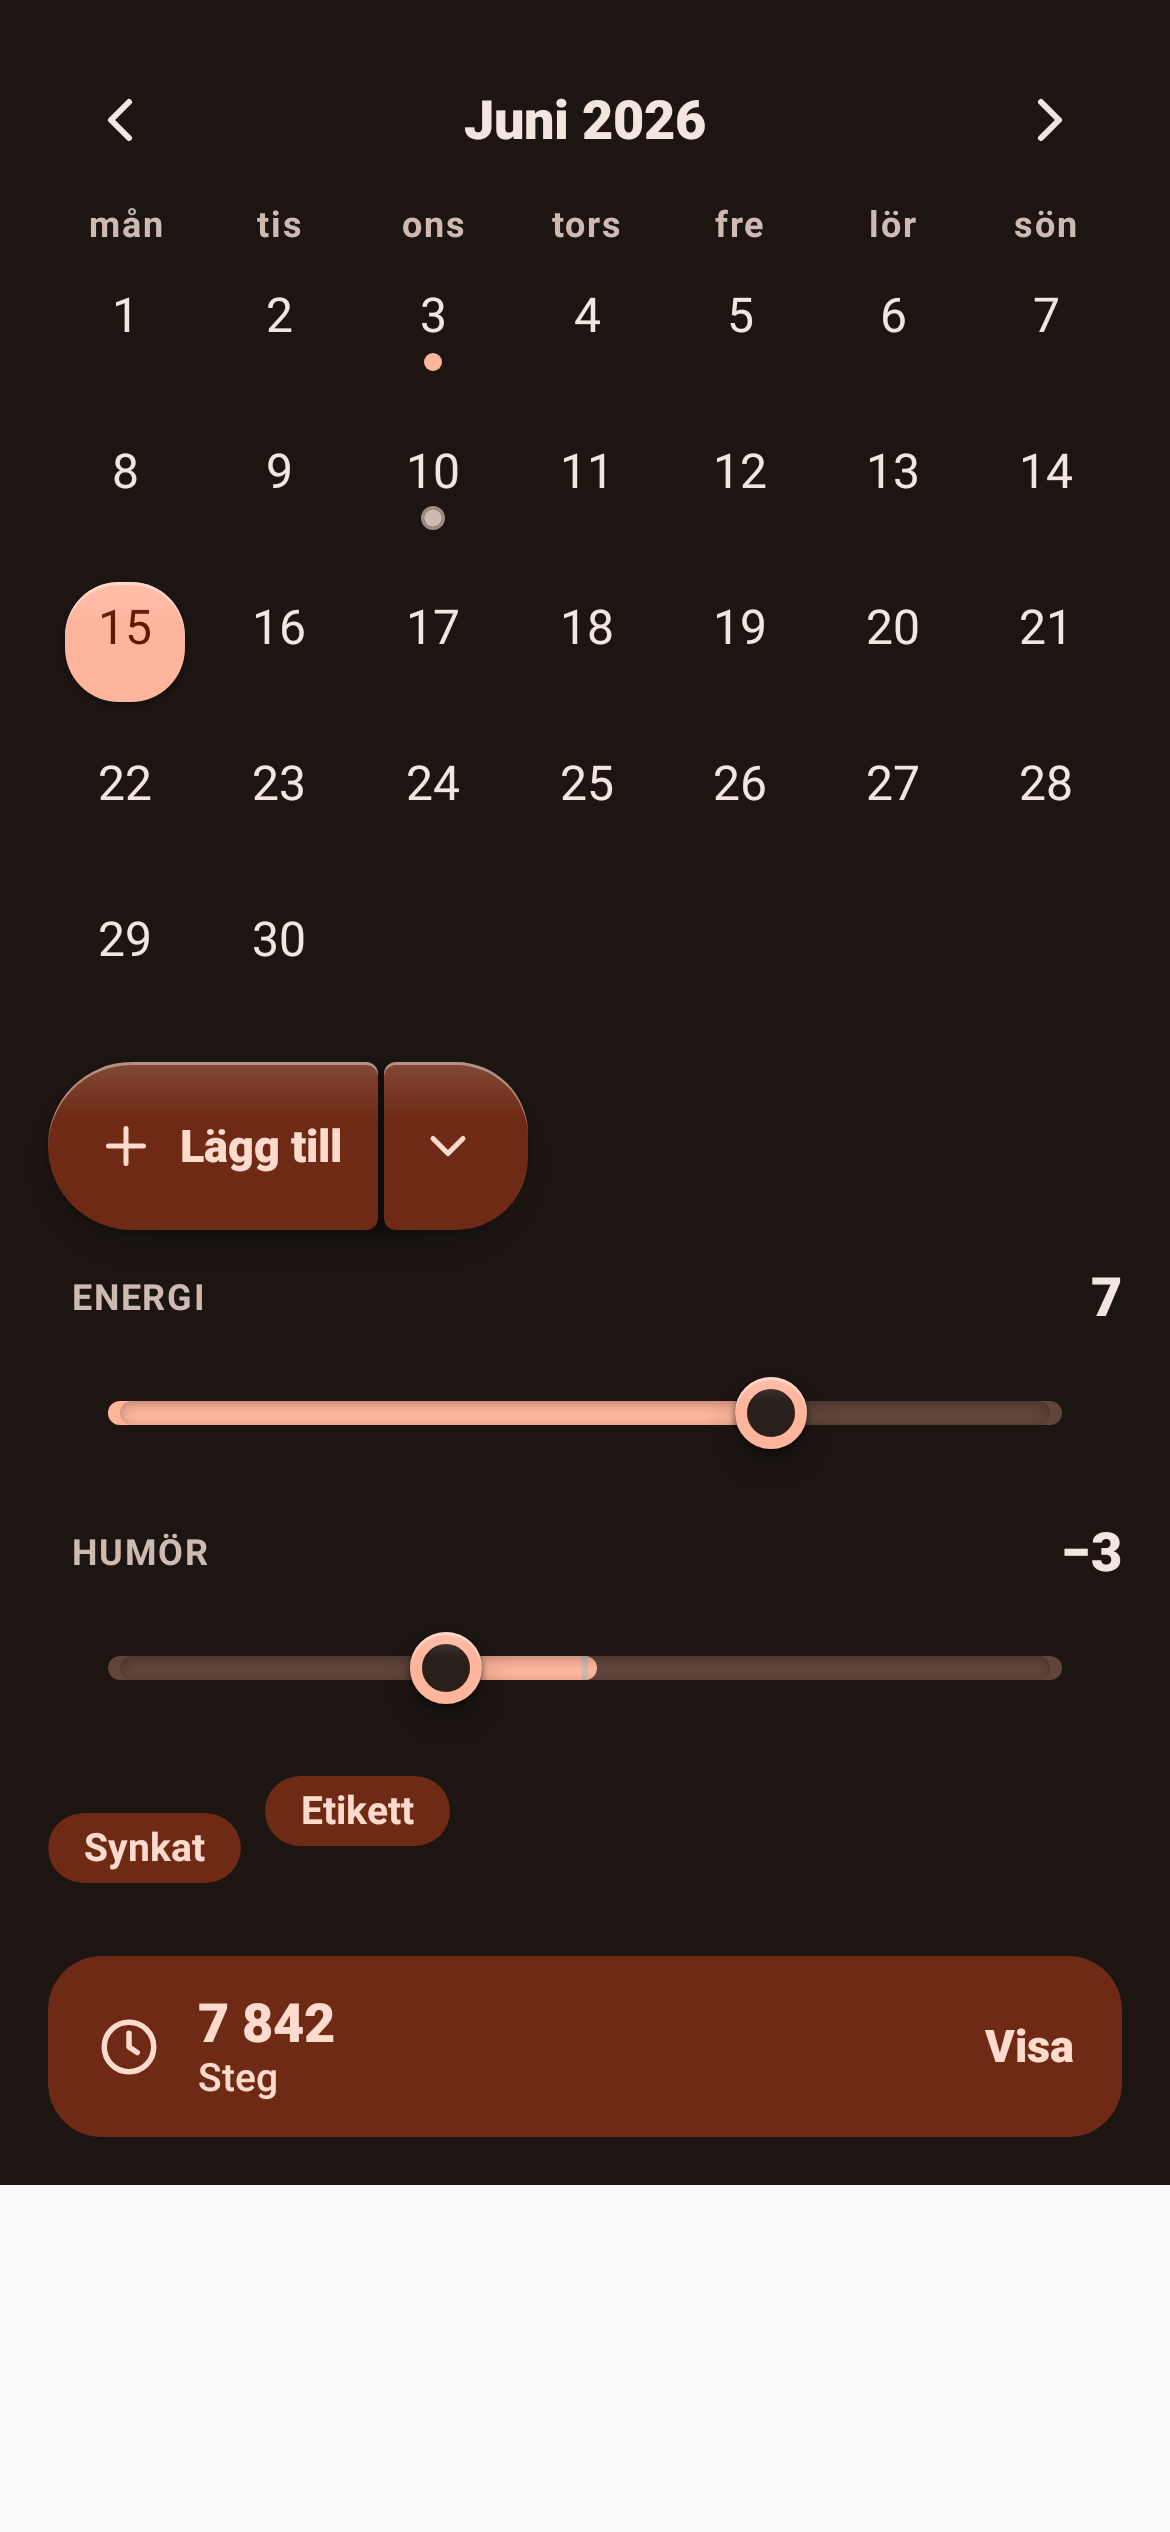 Juni 2026
mån tis ons tors fre lör sön
1 2 3 4 5 6 7
8 9 10 11 12 13 14
15 16 17 18 19 20 21
22 23 24 25 26 27 28
29 30
Lägg till
ENERGI 7
HUMÖR −3
Etikett
Synkat
7 842
Steg
Visa